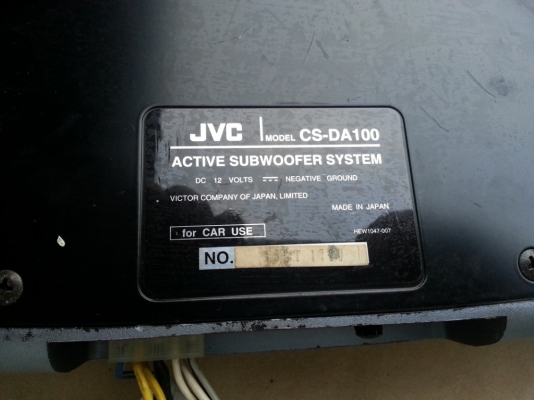 JVC MODEL CS-DA100
ACTIVE SUBWOOFER SYSTEM
DC 12 VOLTS ⎓ NEGATIVE GROUND
VICTOR COMPANY OF JAPAN, LIMITED
MADE IN JAPAN
for CAR USE HEW1047-007
NO.